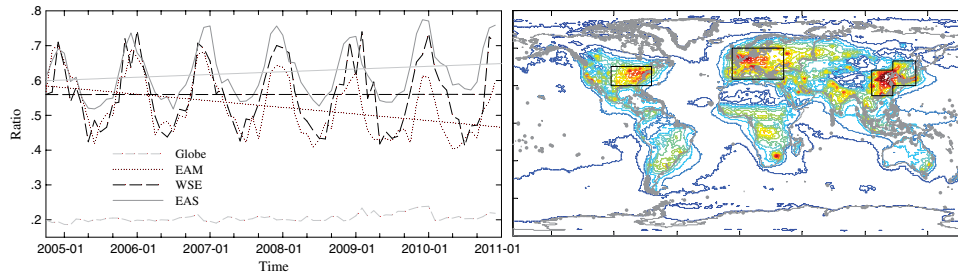 .8
.7
.6
.5
.4
.3
.2
Ratio
Globe
EAM
WSE
EAS
2005-01 2006-01 2007-01 2008-01 2009-01 2010-01 2011-01
Time